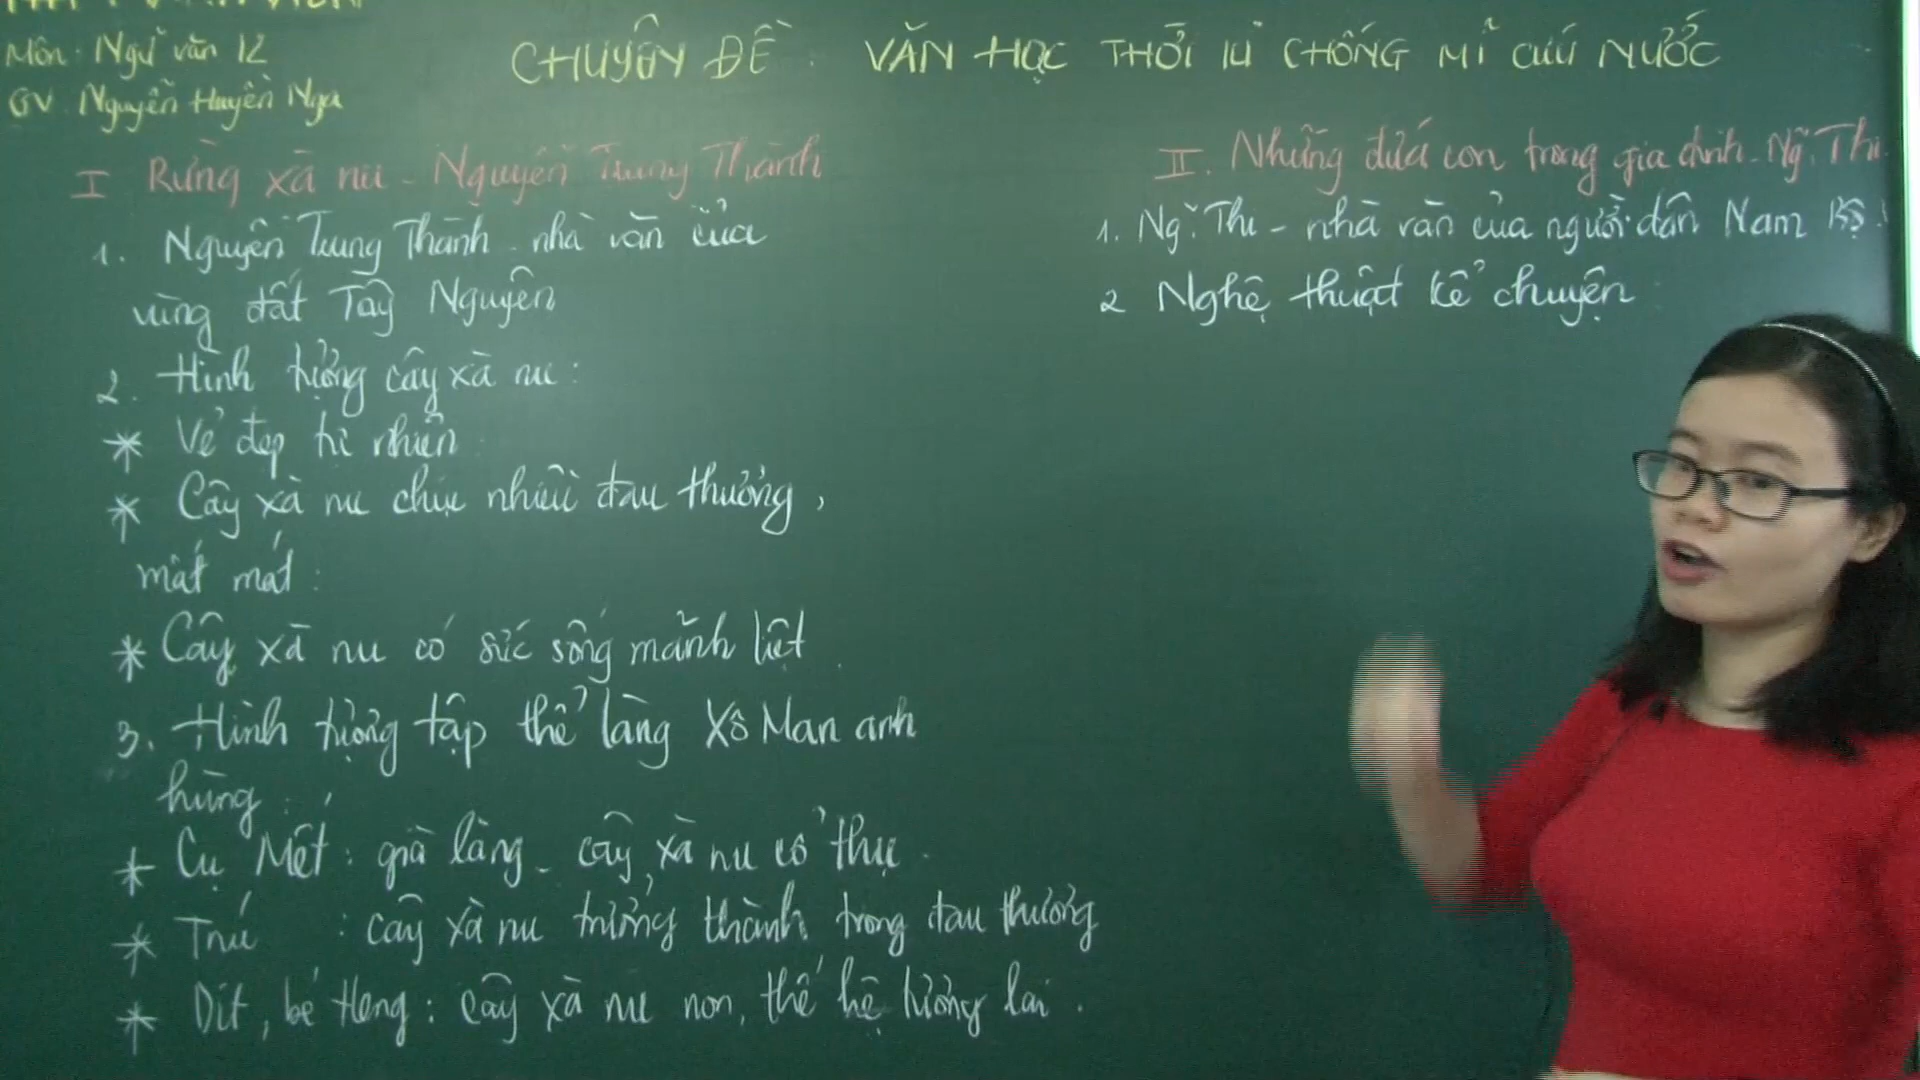 Môn: Ngữ văn 12
GV: Nguyễn Huyền Nga
CHUYÊN ĐỀ: VĂN HỌC THỜI KÌ CHỐNG MĨ CỨU NƯỚC
I Rừng xà nu - Nguyễn Trung Thành
1. Nguyễn Trung Thành - nhà văn của
vùng đất Tây Nguyên
2. Hình tượng cây xà nu:
* Vẻ đẹp tự nhiên
* Cây xà nu chịu nhiều đau thương,
mất mát:
* Cây xà nu có sức sống mãnh liệt
3. Hình tượng tập thể làng Xô Man anh
hùng:
* Cụ Mết: già làng - cây xà nu cổ thụ.
* Tnú : cây xà nu trưởng thành trong đau thương
* Dít, bé Heng: cây xà nu non, thế hệ tương lai.
II. Những đứa con trong gia đình - Ng~. Thi
1. Ng~. Thi - nhà văn của người dân Nam Bộ.
2 Nghệ thuật kể chuyện